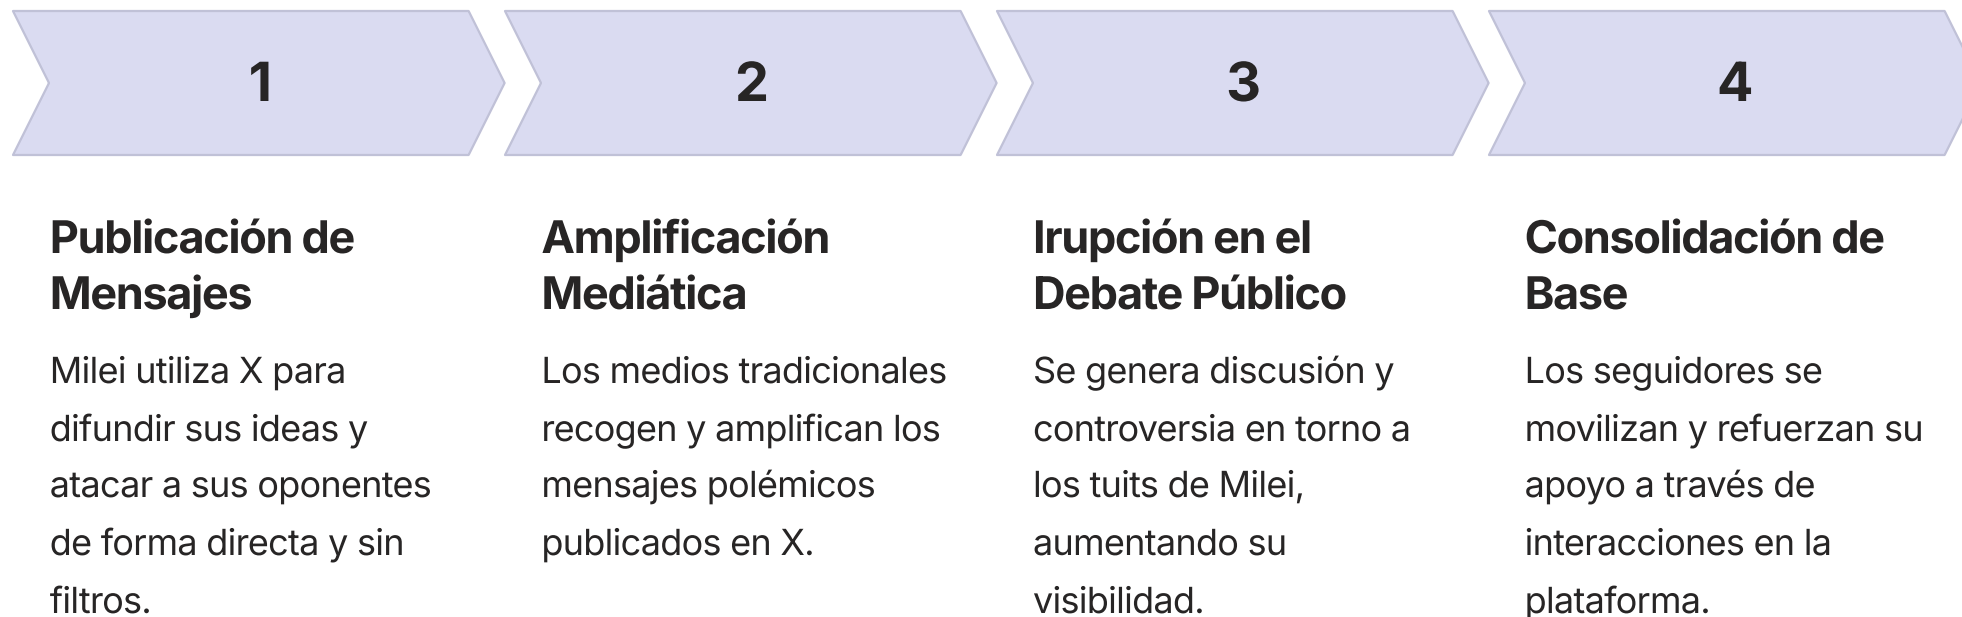 1
2
3
4
Publicación de
Mensajes
Milei utiliza X para
difundir sus ideas y
atacar a sus oponentes
de forma directa y sin
filtros.
Amplificación
Mediática
Los medios tradicionales
recogen y amplifican los
mensajes polémicos
publicados en X.
Irupción en el
Debate Público
Se genera discusión y
controversia en torno a
los tuits de Milei,
aumentando su
visibilidad.
Consolidación de
Base
Los seguidores se
movilizan y refuerzan su
apoyo a través de
interacciones en la
plataforma.